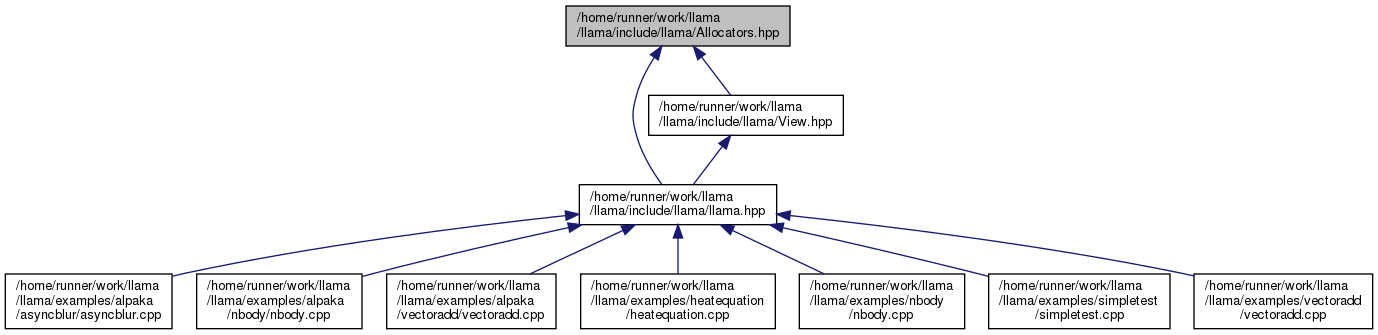 /home/runner/work/llama
/llama/include/llama/Allocators.hpp
/home/runner/work/llama
/llama/include/llama/View.hpp
/home/runner/work/llama
/llama/include/llama/llama.hpp
/home/runner/work/llama
/llama/examples/alpaka
/asyncblur/asyncblur.cpp
/home/runner/work/llama
/llama/examples/alpaka
/nbody/nbody.cpp
/home/runner/work/llama
/llama/examples/alpaka
/vectoradd/vectoradd.cpp
/home/runner/work/llama
/llama/examples/heatequation
/heatequation.cpp
/home/runner/work/llama
/llama/examples/nbody
/nbody.cpp
/home/runner/work/llama
/llama/examples/simpletest
/simpletest.cpp
/home/runner/work/llama
/llama/examples/vectoradd
/vectoradd.cpp